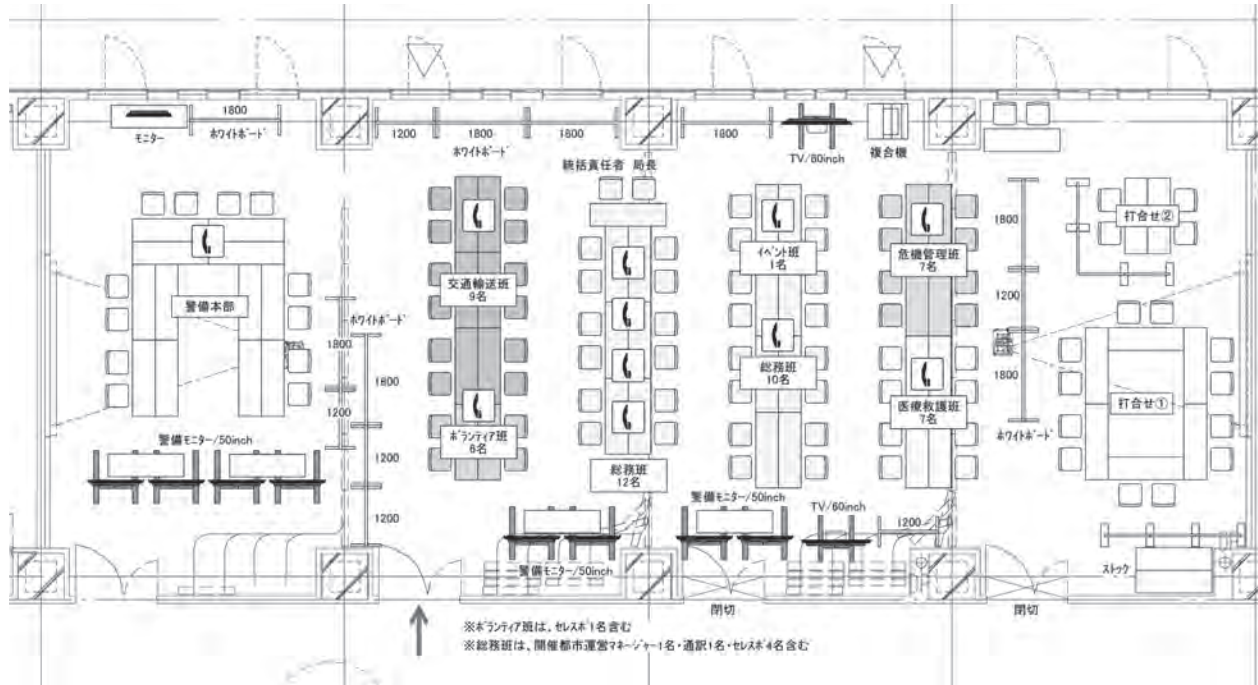 1800
モニター
ホワイトボード
1200
1800
1800
ホワイトボード
1800
TV/80inch
複合機
統括責任者 局長
警備本部
ホワイトボード
1800
1800
1200
1200
1200
交通輸送班
9名
ボランティア班
6名
総務班
12名
イベント班
1名
総務班
10名
危機管理班
7名
医療救護班
7名
1800
1200
1800
ホワイトボード
打合せ②
打合せ①
警備モニター/50inch
警備モニター/50inch
警備モニター/50inch
TV/60inch
1200
ストック
閉切
閉切
※ボランティア班は、セレスポ1名含む
※総務班は、開催都市運営マネージャー1名・通訳1名・セレスポ4名含む